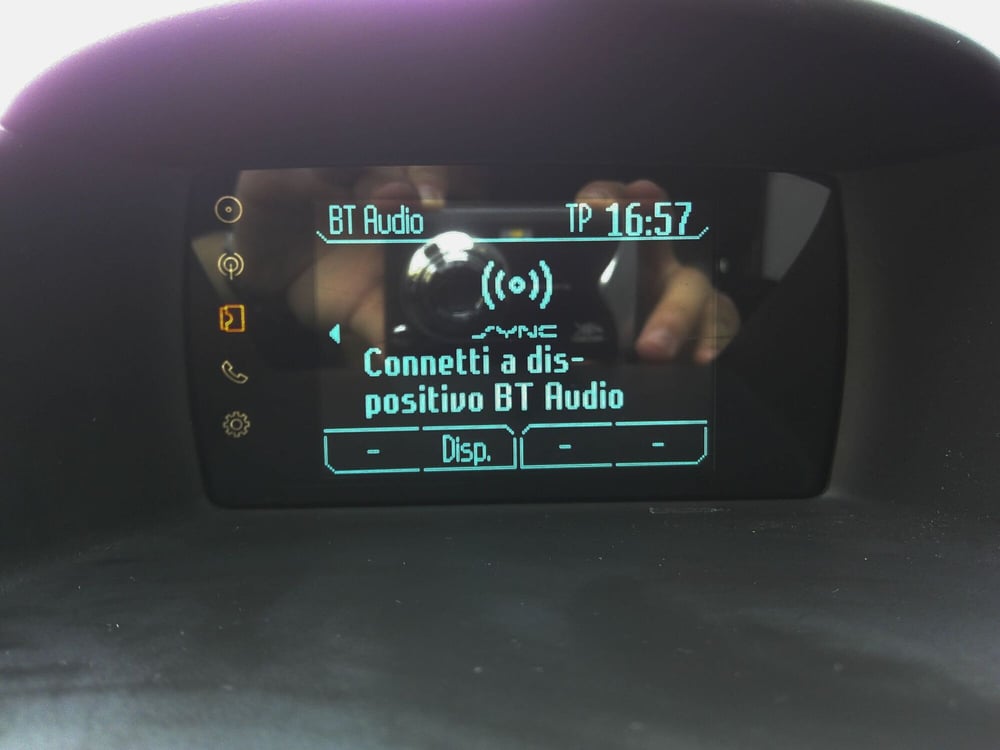 BT Audio TP 16:57
SYNC
Connetti a dis-
positivo BT Audio
- Disp. - -